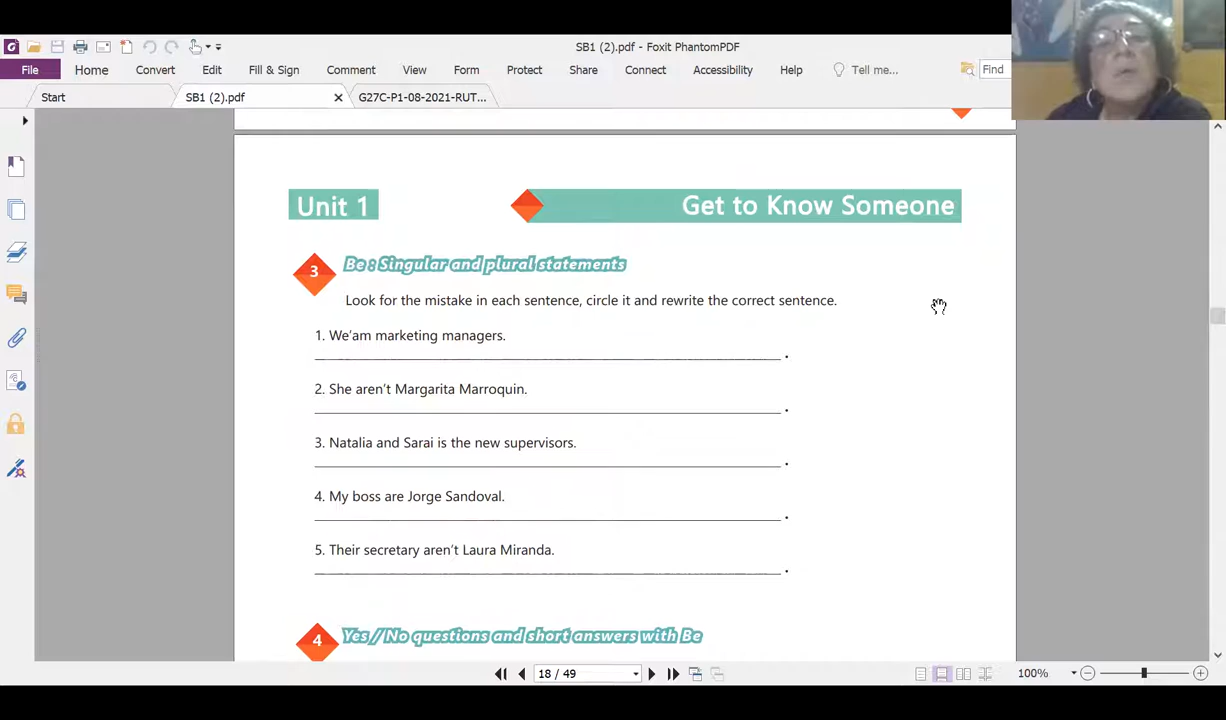 SB1 (2).pdf - Foxit PhantomPDF
File Home Convert Edit Fill & Sign Comment View Form Protect Share Connect Accessibility Help Tell me... Find
Start SB1 (2).pdf G27C-P1-08-2021-RUT...
Unit 1 Get to Know Someone
3 Be : Singular and plural statements
Look for the mistake in each sentence, circle it and rewrite the correct sentence.
1. We'am marketing managers.
.
2. She aren't Margarita Marroquin.
.
3. Natalia and Sarai is the new supervisors.
.
4. My boss are Jorge Sandoval.
.
5. Their secretary aren't Laura Miranda.
.
4 Yes / No questions and short answers with Be
18 / 49 100%